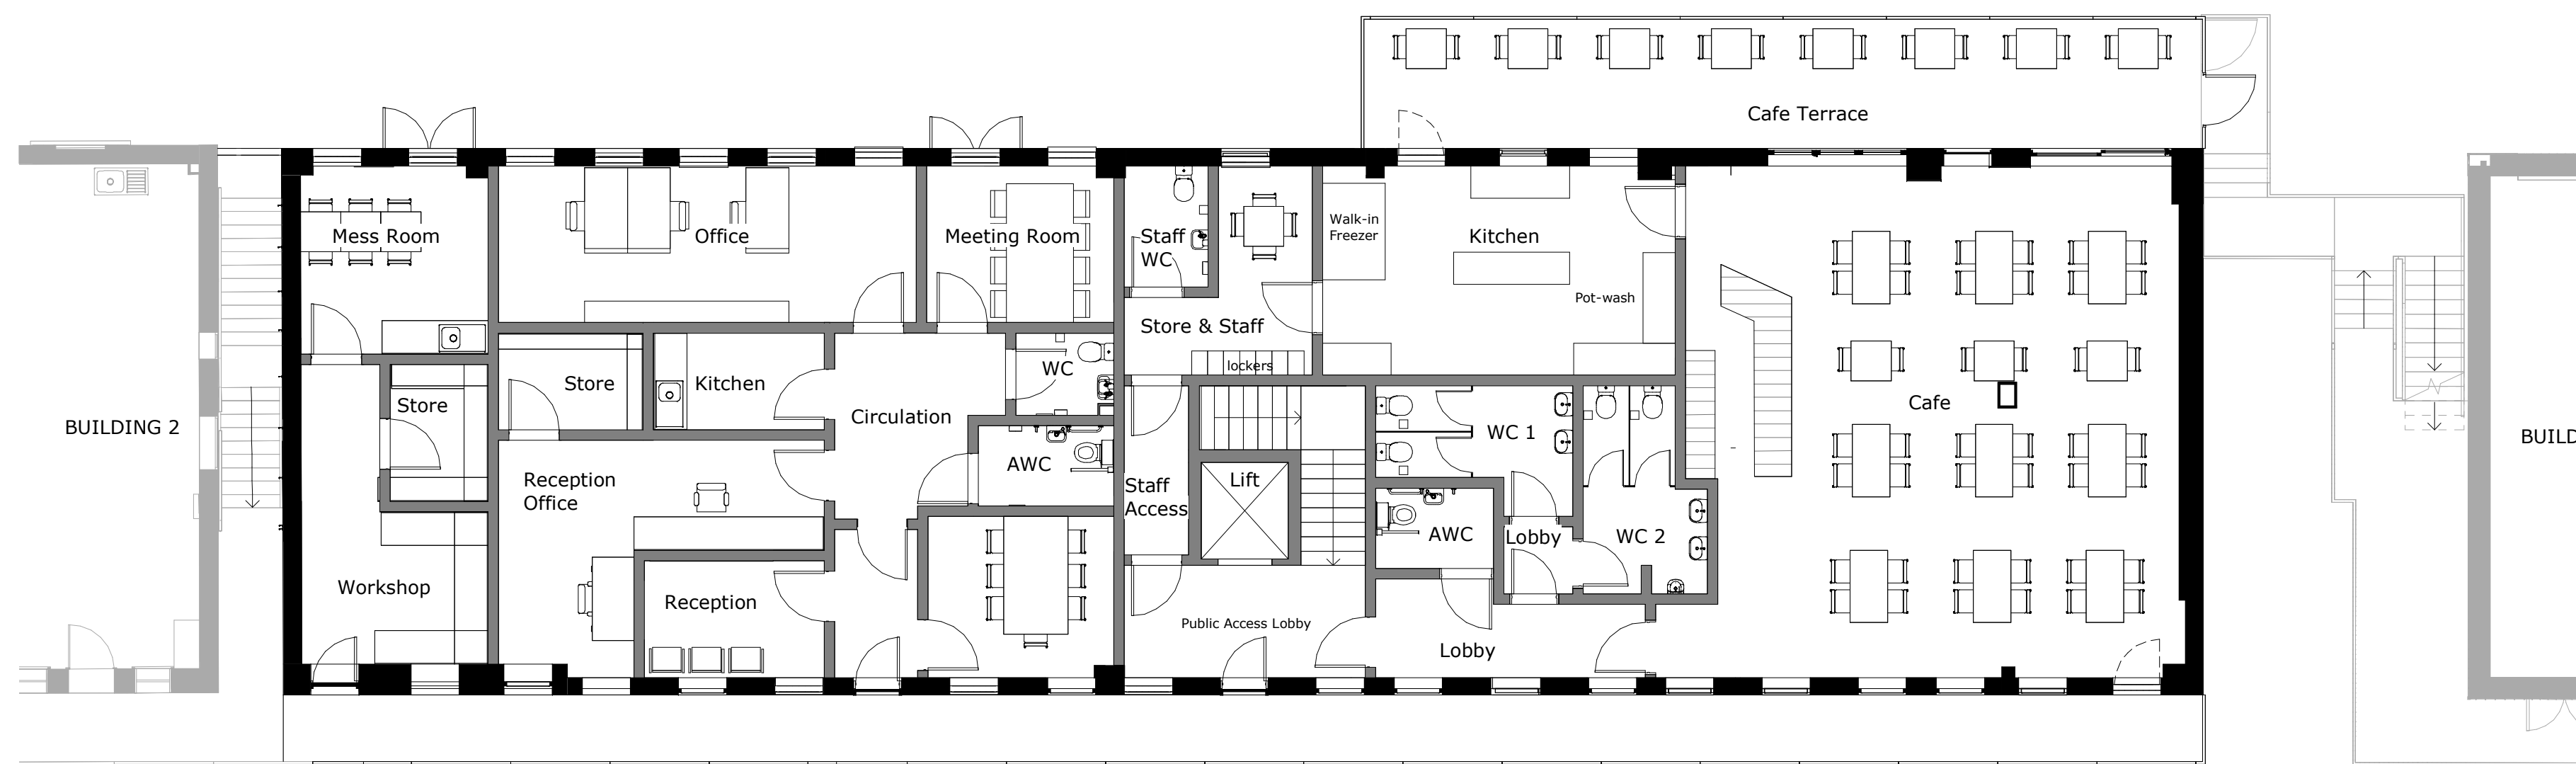 Cafe Terrace
Mess Room
Office
Meeting Room
Staff
WC
Walk-in
Freezer
Kitchen
Pot-wash
Store & Staff
lockers
Store
Store
Kitchen
Circulation
WC
AWC
BUILDING 2
Cafe
BUILD
WC 1
Lift
Staff
Access
Reception
Office
AWC
Lobby
WC 2
Workshop
Reception
Public Access Lobby
Lobby